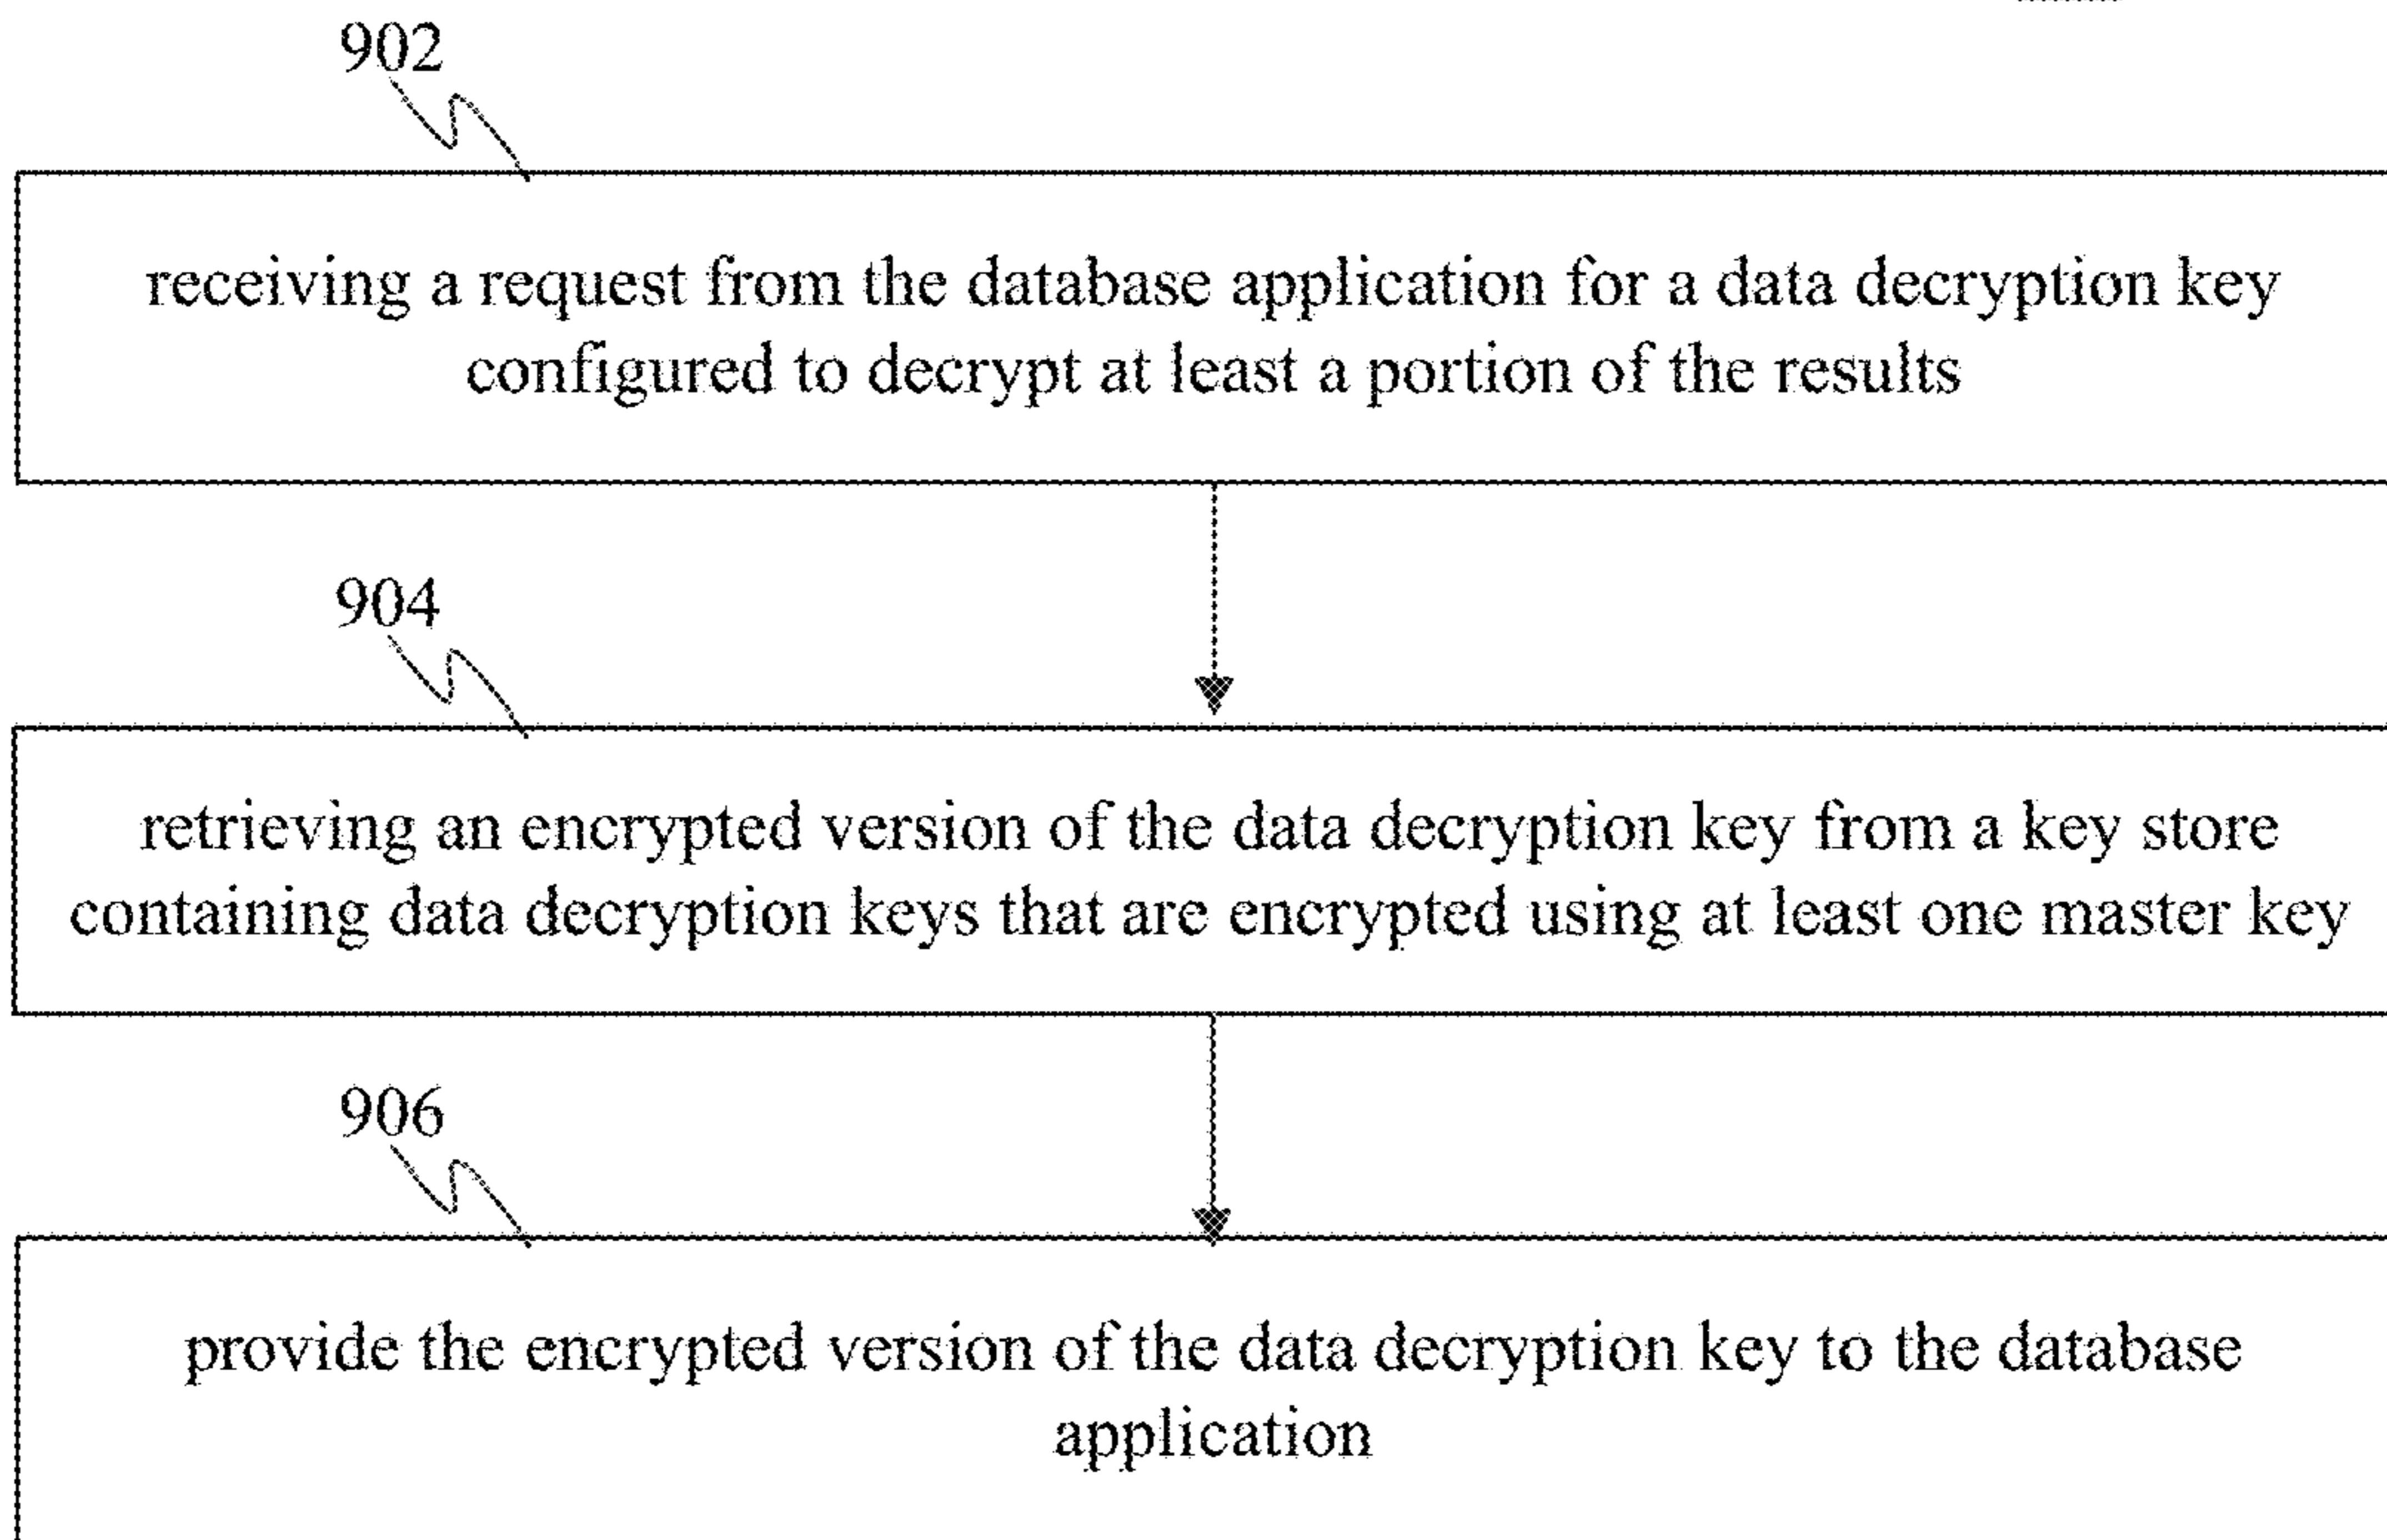 902
receiving a request from the database application for a data decryption key
configured to decrypt at least a portion of the results
904
retrieving an encrypted version of the data decryption key from a key store
containing data decryption keys that are encrypted using at least one master key
906
provide the encrypted version of the data decryption key to the database
application